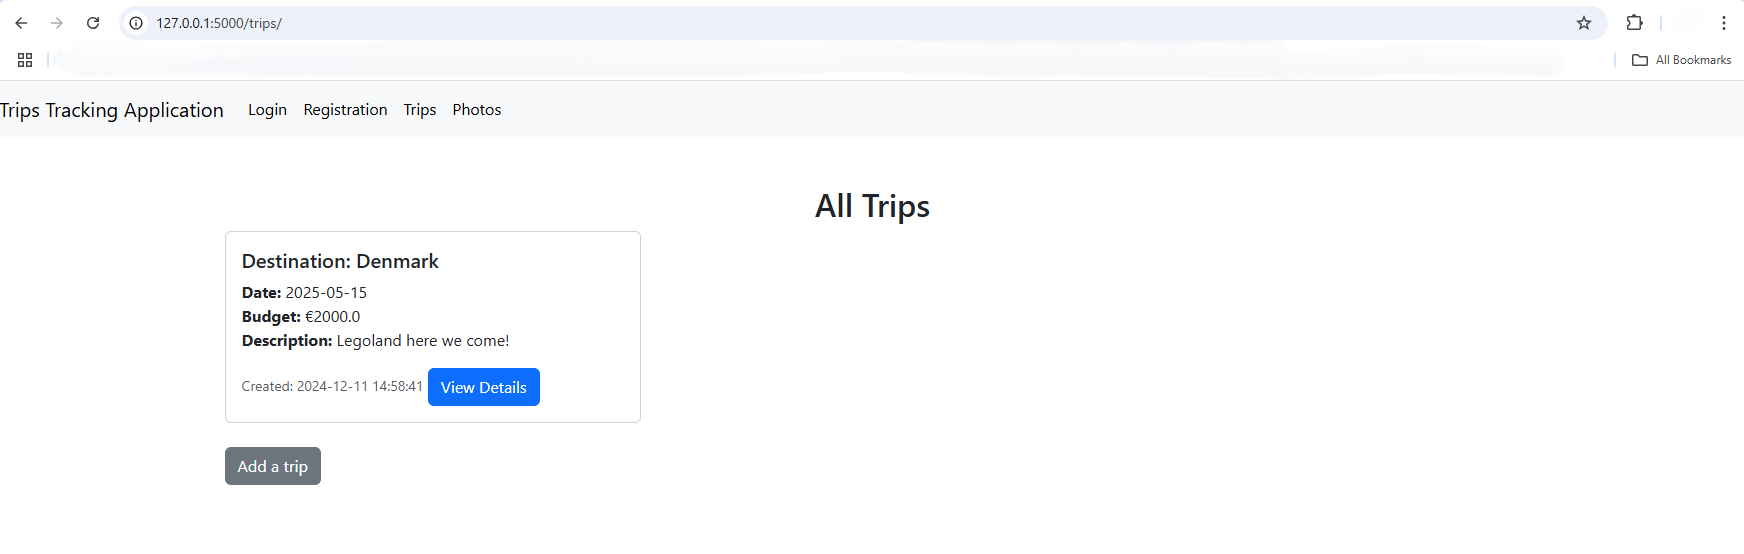 127.0.0.1:5000/trips/
All Bookmarks
Trips Tracking Application Login Registration Trips Photos
All Trips
Destination: Denmark
Date: 2025-05-15
Budget: €2000.0
Description: Legoland here we come!
Created: 2024-12-11 14:58:41 View Details
Add a trip